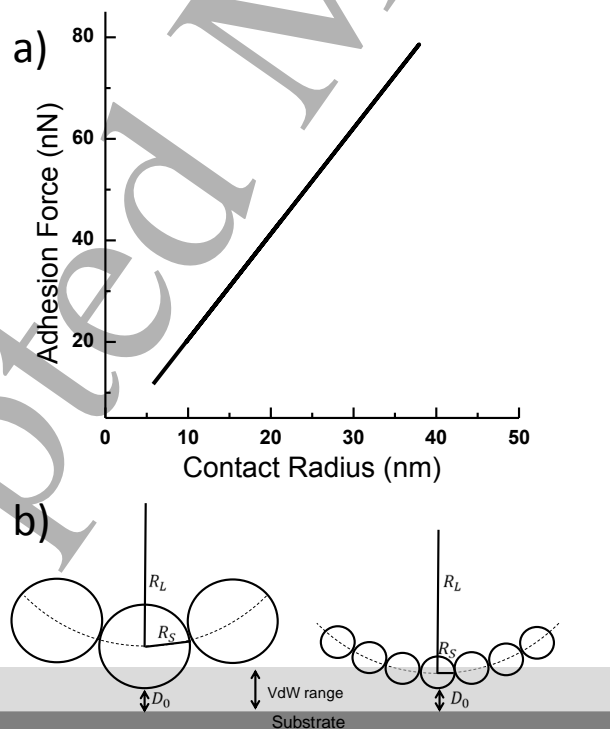 a)
80
60
40
20
Adhesion Force (nN)
0 10 20 30 40 50
Contact Radius (nm)
b)
R_L
R_S
D_0
VdW range
R_L
R_S
D_0
Substrate